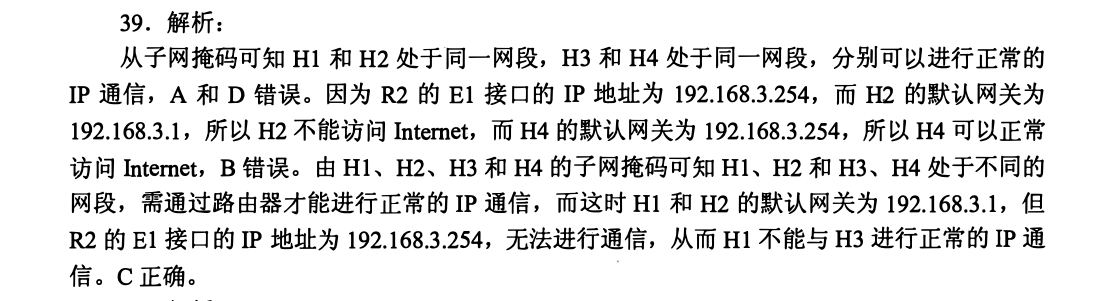 39．解析：
从子网掩码可知 H1 和 H2 处于同一网段，H3 和 H4 处于同一网段，分别可以进行正常的
IP 通信，A 和 D 错误。因为 R2 的 E1 接口的 IP 地址为 192.168.3.254，而 H2 的默认网关为
192.168.3.1，所以 H2 不能访问 Internet，而 H4 的默认网关为 192.168.3.254，所以 H4 可以正常
访问 Internet，B 错误。由 H1、H2、H3 和 H4 的子网掩码可知 H1、H2 和 H3、H4 处于不同的
网段，需通过路由器才能进行正常的 IP 通信，而这时 H1 和 H2 的默认网关为 192.168.3.1，但
R2 的 E1 接口的 IP 地址为 192.168.3.254，无法进行通信，从而 H1 不能与 H3 进行正常的 IP 通
信。C 正确。